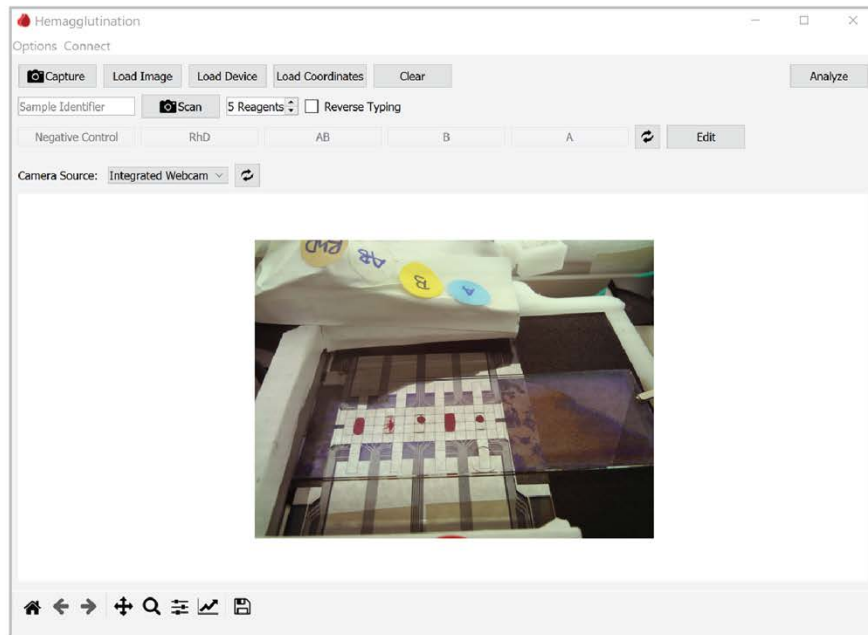 Hemagglutination
Options Connect
Capture Load Image Load Device Load Coordinates Clear Analyze
Sample Identifier Scan 5 Reagents Reverse Typing
Negative Control RhD AB B A Edit
Camera Source: Integrated Webcam
RhD AB B A